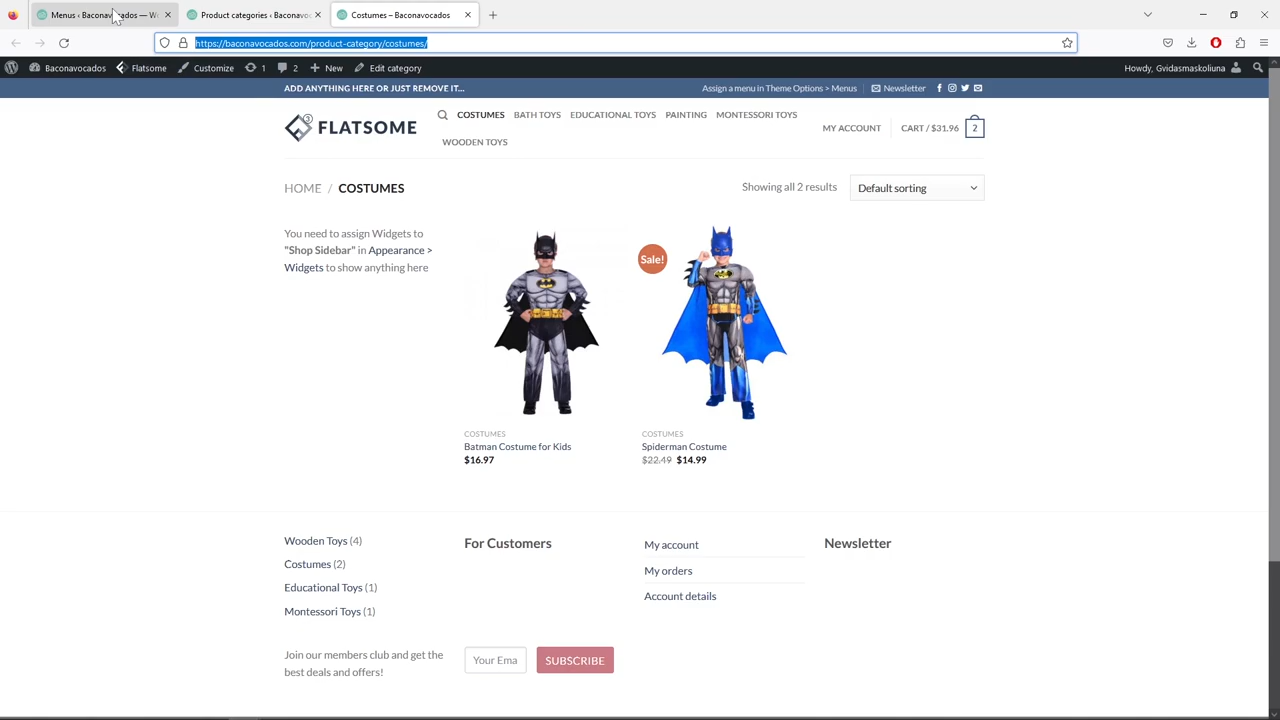 Menus ‹ Baconavocados — W
Product categories ‹ Baconavoc
Costumes – Baconavocados
https://baconavocados.com/product-category/costumes/
Baconavocados
Flatsome
Customize
1
2
New
Edit category
Howdy, Gvidasmaskoliuna
ADD ANYTHING HERE OR JUST REMOVE IT...
Assign a menu in Theme Options > Menus
Newsletter
3
FLATSOME
COSTUMES BATH TOYS EDUCATIONAL TOYS PAINTING MONTESSORI TOYS
WOODEN TOYS
MY ACCOUNT
CART / $31.96
2
HOME / COSTUMES
Showing all 2 results
Default sorting
You need to assign Widgets to
"Shop Sidebar" in Appearance >
Widgets to show anything here
Sale!
COSTUMES
Batman Costume for Kids
$16.97
COSTUMES
Spiderman Costume
$22.49 $14.99
Wooden Toys (4)
Costumes (2)
Educational Toys (1)
Montessori Toys (1)
For Customers
My account
My orders
Account details
Newsletter
Join our members club and get the
best deals and offers!
Your Ema
SUBSCRIBE